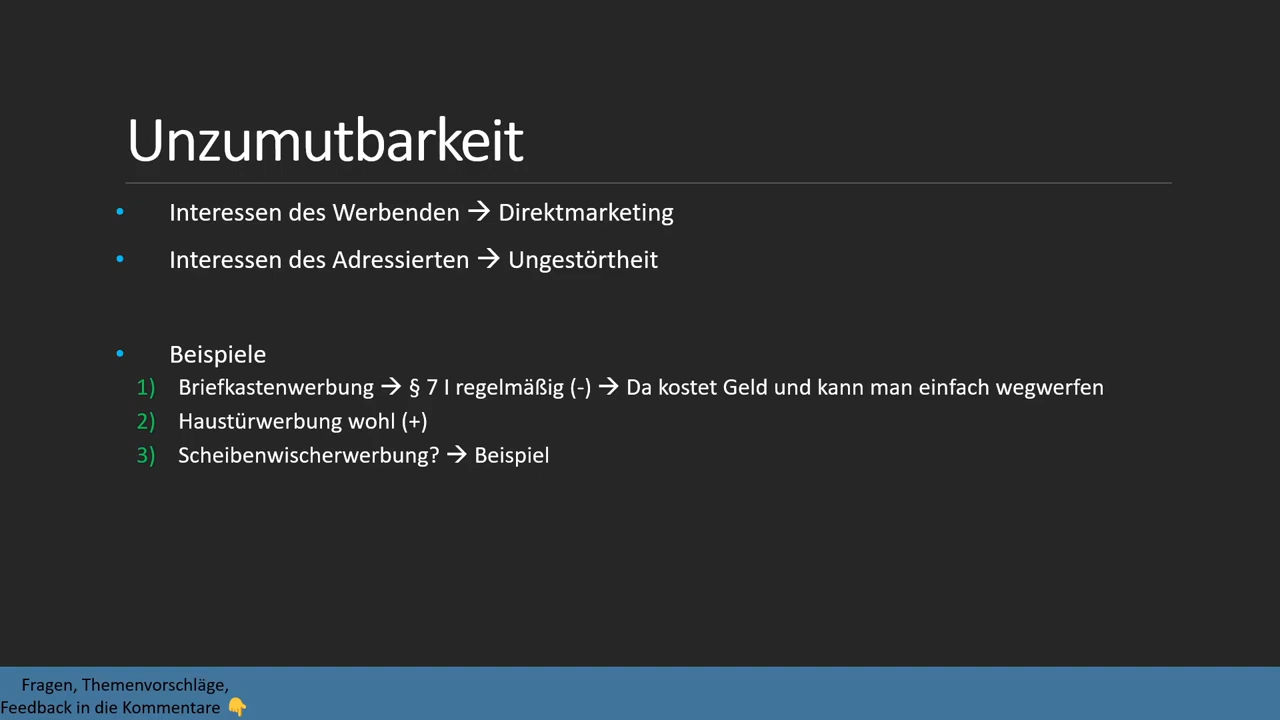 Unzumutbarkeit
• Interessen des Werbenden → Direktmarketing
• Interessen des Adressierten → Ungestörtheit
• Beispiele
1) Briefkastenwerbung → § 7 I regelmäßig (-) → Da kostet Geld und kann man einfach wegwerfen
2) Haustürwerbung wohl (+)
3) Scheibenwischerwerbung? → Beispiel
Fragen, Themenvorschläge,
Feedback in die Kommentare 👇